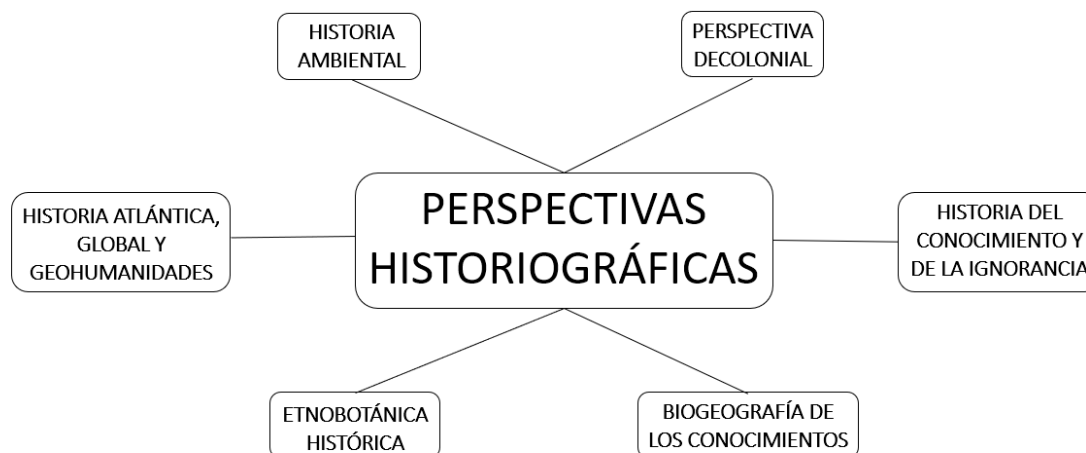 HISTORIA
AMBIENTAL
PERSPECTIVA
DECOLONIAL
HISTORIA ATLÁNTICA,
GLOBAL Y
GEOHUMANIDADES
PERSPECTIVAS
HISTORIOGRÁFICAS
HISTORIA DEL
CONOCIMIENTO Y
DE LA IGNORANCIA
ETNOBOTÁNICA
HISTÓRICA
BIOGEOGRAFÍA DE
LOS CONOCIMIENTOS